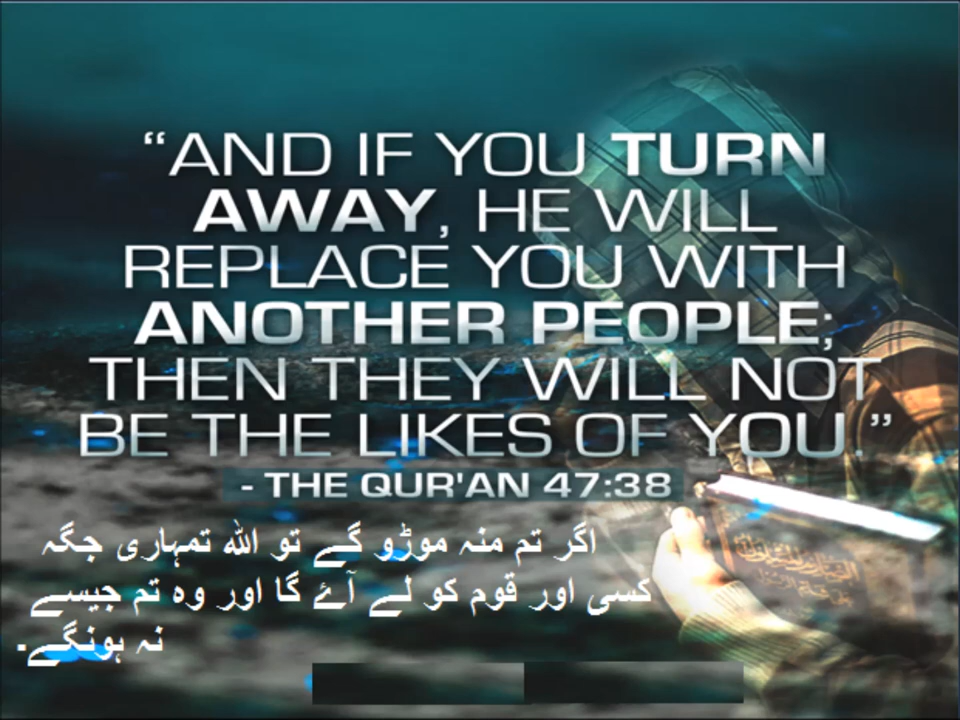 “AND IF YOU TURN
AWAY, HE WILL
REPLACE YOU WITH
ANOTHER PEOPLE;
THEN THEY WILL NOT
BE THE LIKES OF YOU.”
- THE QUR'AN 47:38
اگر تم منہ موڑو گے تو اللہ تمہاری جگہ
کسی اور قوم کو لے آۓ گا اور وہ تم جیسے
نہ ہونگے۔